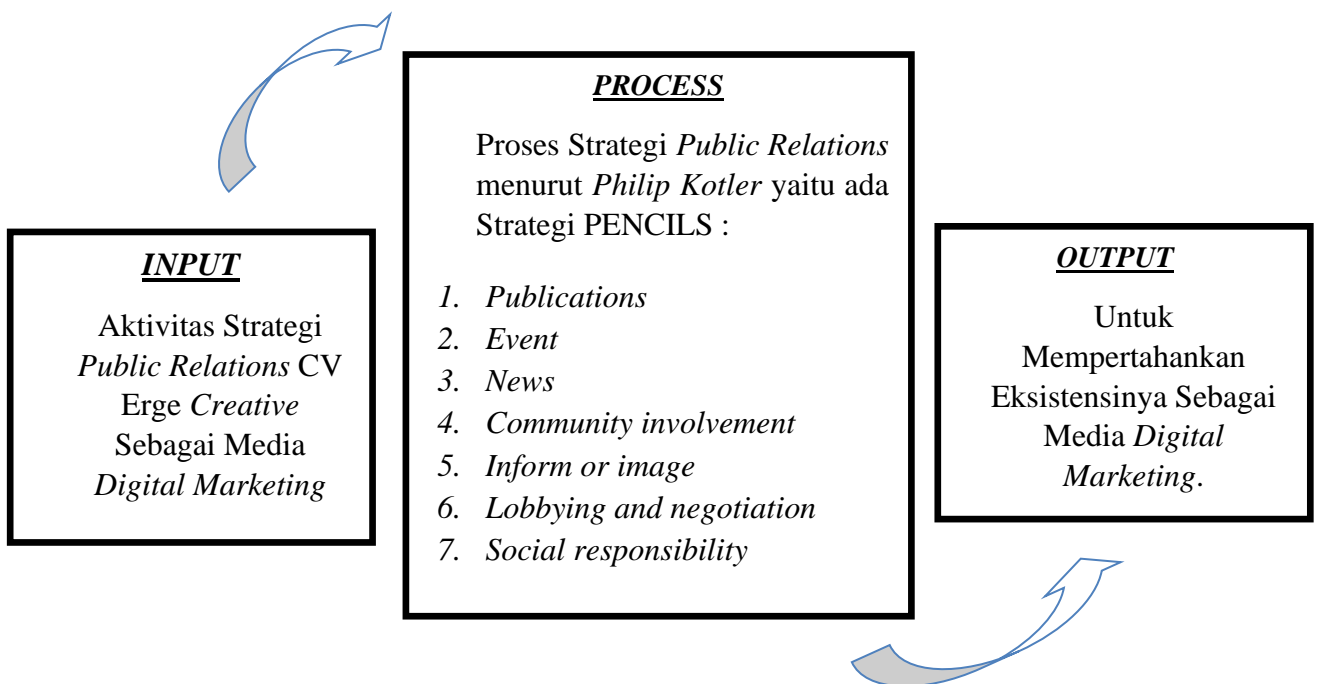 INPUT
Aktivitas Strategi
Public Relations CV
Erge Creative
Sebagai Media
Digital Marketing
PROCESS
Proses Strategi Public Relations
menurut Philip Kotler yaitu ada
Strategi PENCILS :
1. Publications
2. Event
3. News
4. Community involvement
5. Inform or image
6. Lobbying and negotiation
7. Social responsibility
OUTPUT
Untuk
Mempertahankan
Eksistensinya Sebagai
Media Digital
Marketing.